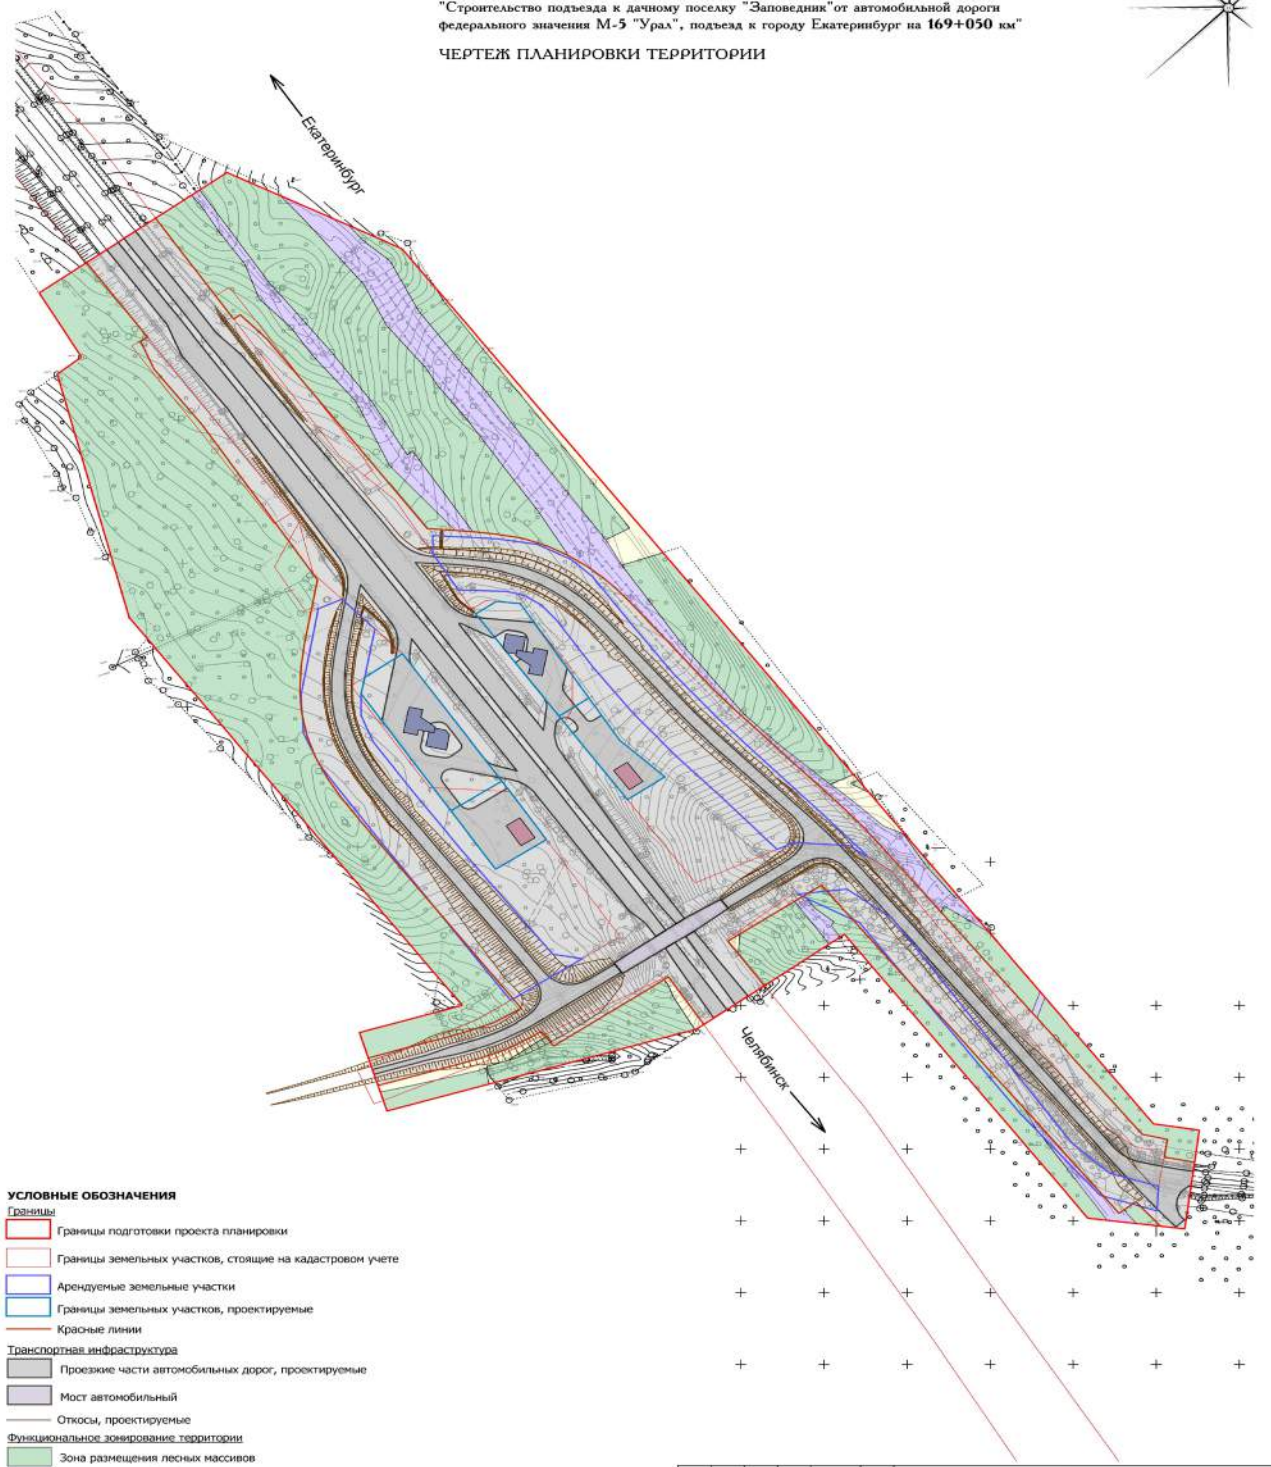 "Строительство подъезда к дачному поселку "Заповедник"от автомобильной дороги
федерального значения М-5 "Урал", подъезд к городу Екатеринбург на 169+050 км"
ЧЕРТЕЖ ПЛАНИРОВКИ ТЕРРИТОРИИ
Екатеринбург
Челябинск
УСЛОВНЫЕ ОБОЗНАЧЕНИЯ
Границы
Границы подготовки проекта планировки
Границы земельных участков, стоящие на кадастровом учете
Арендуемые земельные участки
Границы земельных участков, проектируемые
Красные линии
Транспортная инфраструктура
Проезжие части автомобильных дорог, проектируемые
Мост автомобильный
Откосы, проектируемые
Функциональное зонирование территории
Зона размещения лесных массивов